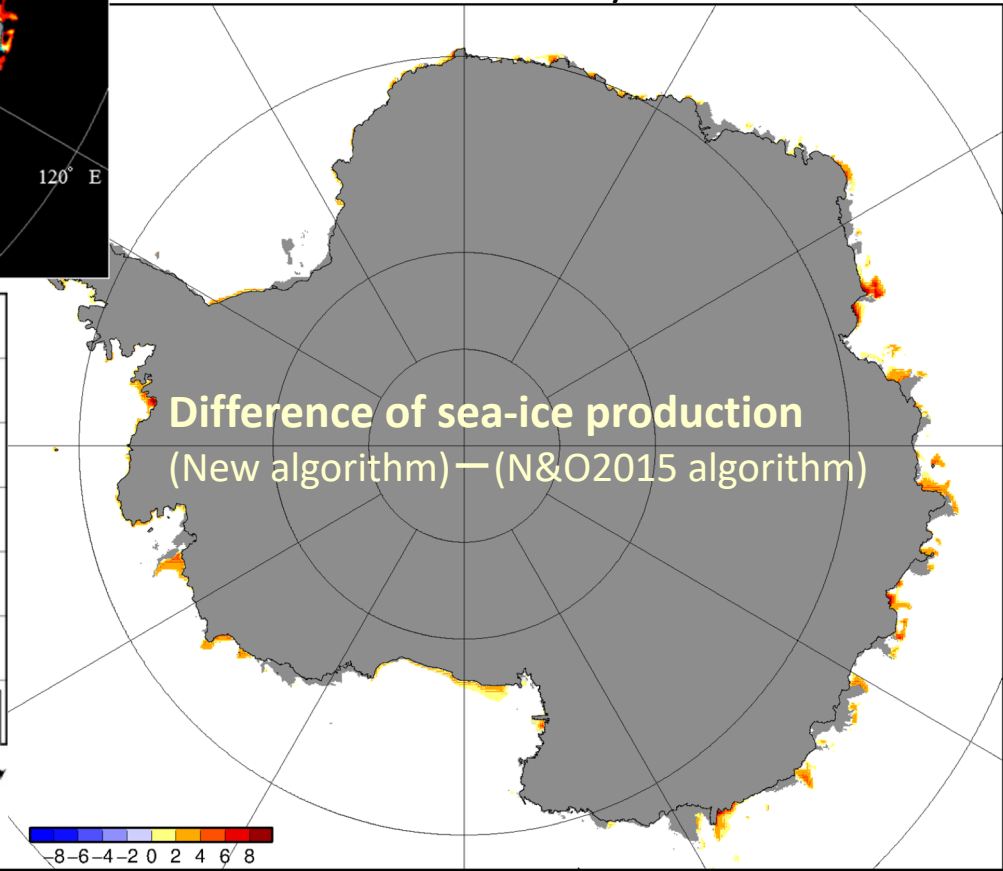 120° E
Difference of sea-ice production
(New algorithm)ー(N&O2015 algorithm)
-8 -6 -4 -2 0 2 4 6 8